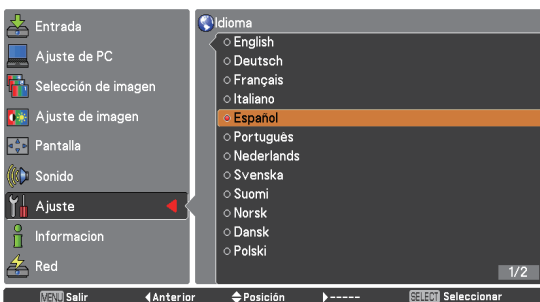 Entrada
Ajuste de PC
Selección de imagen
Ajuste de imagen
Pantalla
Sonido
Ajuste
Informacion
Red
Idioma
English
Deutsch
Français
Italiano
Español
Português
Nederlands
Svenska
Suomi
Norsk
Dansk
Polski
1/2
MENU Salir Anterior Posición ----- SELECT Seleccionar